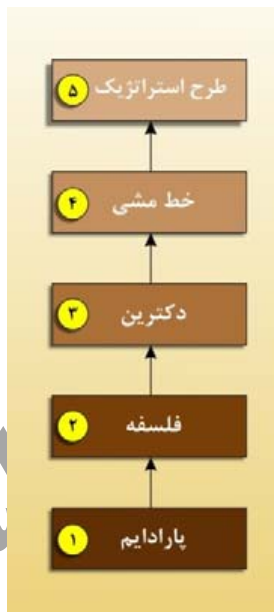 طرح استراتژیک ۵
خط مشی ۴
دکترین ۳
فلسفه ۲
پارادایم ۱